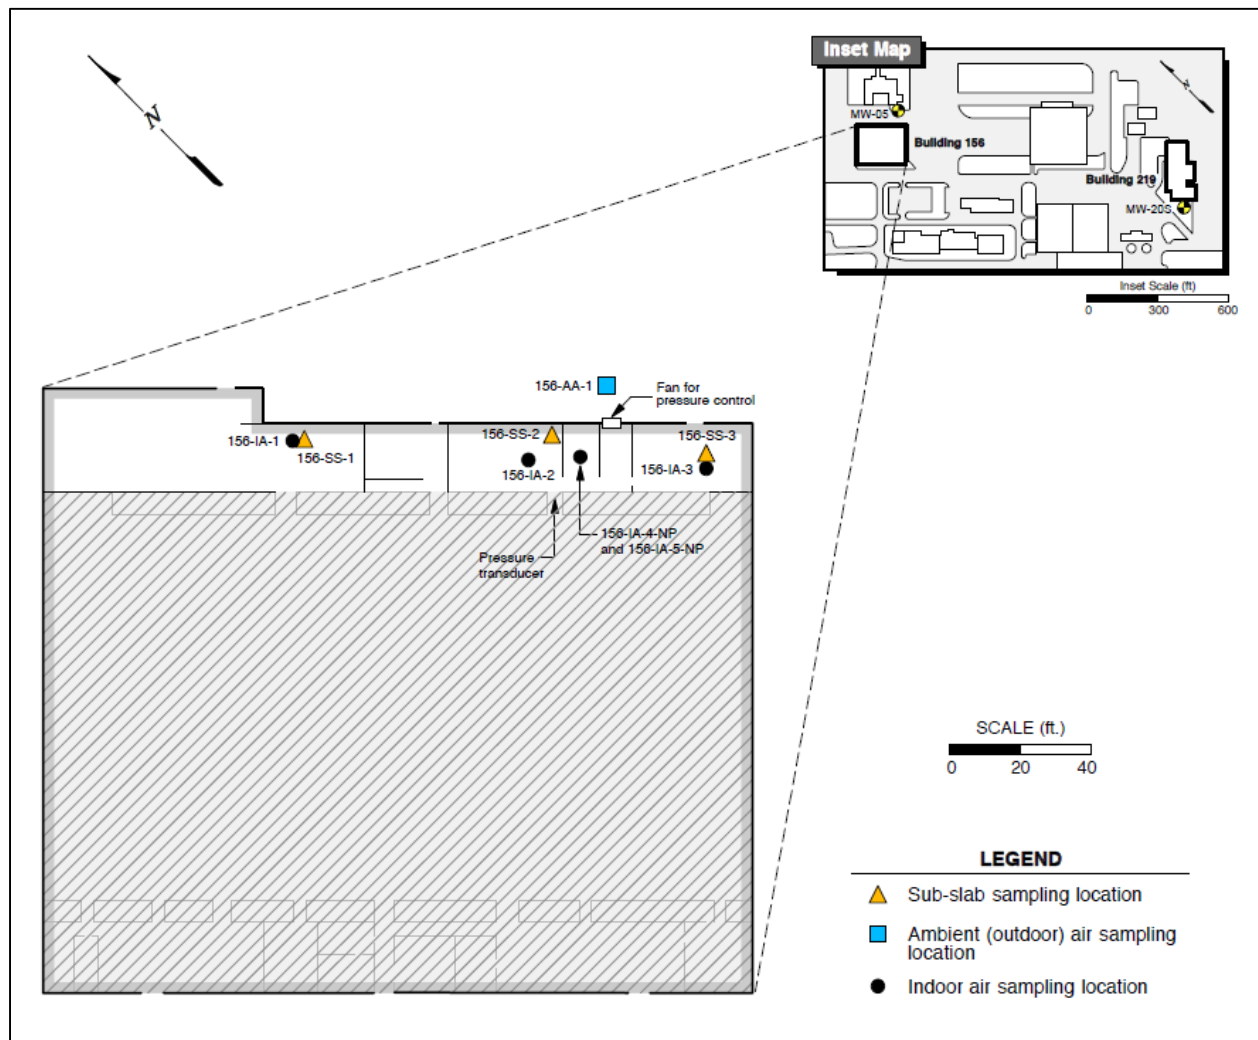 N
Inset Map
N
MW-05
Building 156
Building 219
MW-20S
Inset Scale (ft)
0 300 600
156-AA-1
Fan for
pressure control
156-IA-1
156-SS-1
156-SS-2
156-IA-2
156-SS-3
156-IA-3
156-IA-4-NP
and 156-IA-5-NP
Pressure
transducer
SCALE (ft.)
0 20 40
LEGEND
Sub-slab sampling location
Ambient (outdoor) air sampling
location
Indoor air sampling location